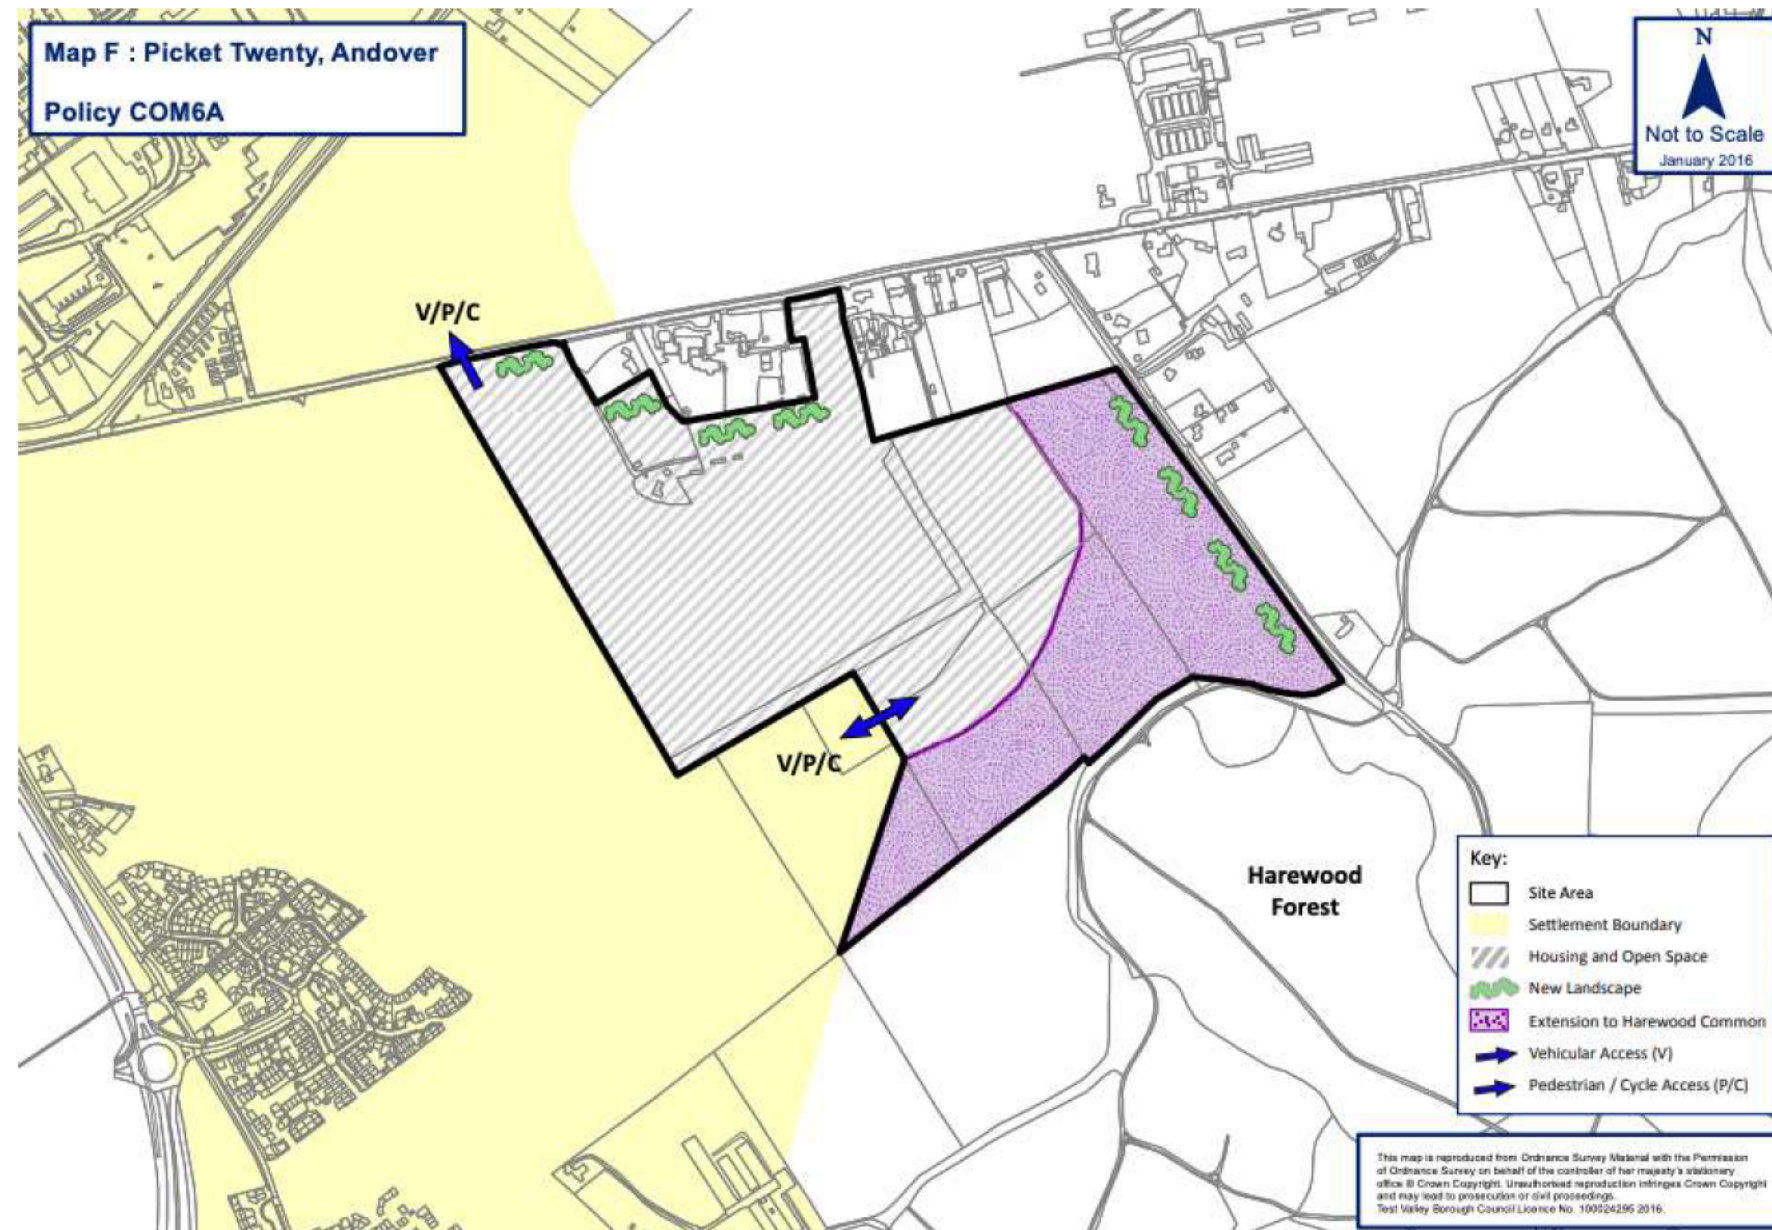 Map F : Picket Twenty, Andover
Policy COM6A
N
Not to Scale
January 2016
V/P/C
V/P/C
Harewood
Forest
Key:
Site Area
Settlement Boundary
Housing and Open Space
New Landscape
Extension to Harewood Common
Vehicular Access (V)
Pedestrian / Cycle Access (P/C)
This map is reproduced from Ordnance Survey Material with the Permission
of Ordnance Survey on behalf of the controller of her majesty's stationery
office © Crown Copyright. Unauthorised reproduction infringes Crown Copyright
and may lead to prosecution or civil proceedings.
Test Valley Borough Council Licence No. 100024295 2016.